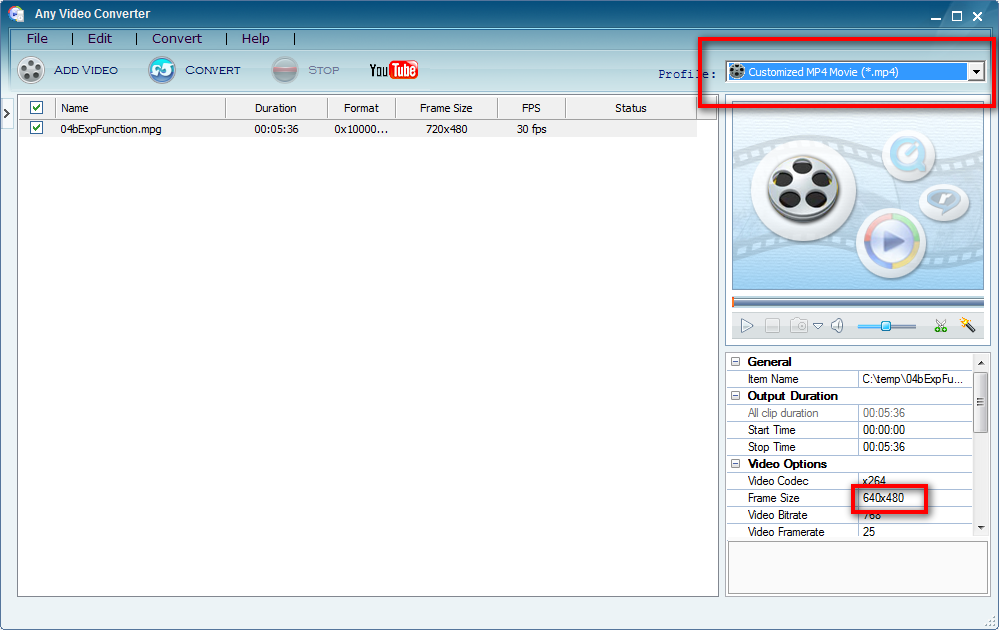 Any Video Converter
File | Edit | Convert | Help |
ADD VIDEO CONVERT STOP YouTube Profile: Customized MP4 Movie (*.mp4)
Name Duration Format Frame Size FPS Status
04bExpFunction.mpg 00:05:36 0x10000... 720x480 30 fps
General
Item Name C:\temp\04bExpFu...
Output Duration
All clip duration 00:05:36
Start Time 00:00:00
Stop Time 00:05:36
Video Options
Video Codec x264
Frame Size 640x480
Video Bitrate 768
Video Framerate 25